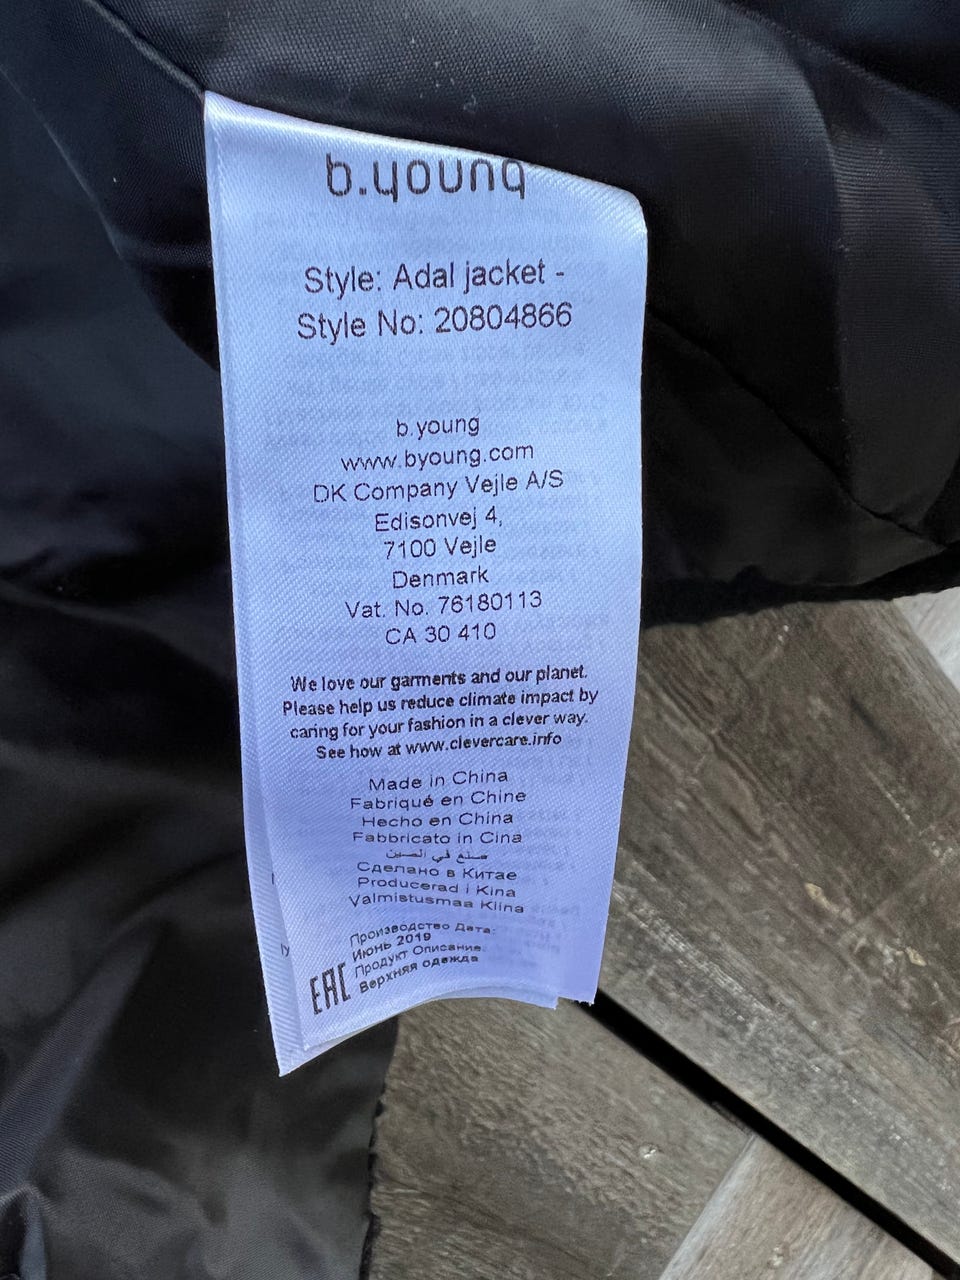 b.young
Style: Adal jacket -
Style No: 20804866
b.young
www.byoung.com
DK Company Vejle A/S
Edisonvej 4,
7100 Vejle
Denmark
Vat. No. 76180113
CA 30 410
We love our garments and our planet.
Please help us reduce climate impact by
caring for your fashion in a clever way.
See how at www.clevercare.info
Made in China
Fabriqué en Chine
Hecho en China
Fabbricato in Cina
صنع في الصين
Сделано в Китае
Producerad i Kina
Valmistusmaa Kiina
Производство Дата:
Июнь 2019
Продукт Описание:
Верхняя одежда
EAC